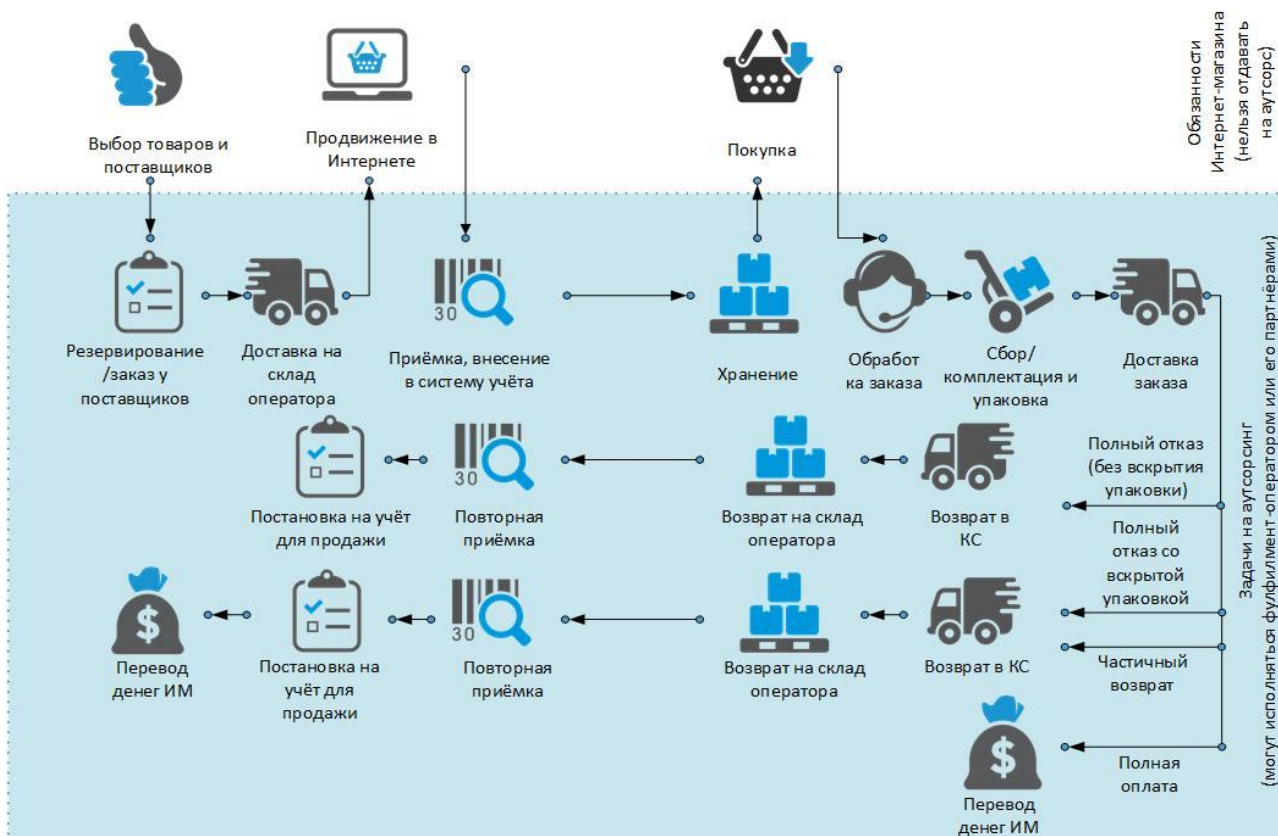 Выбор товаров и
поставщиков
Продвижение в
Интернете
Покупка
Обязанности
Интернет-магазина
(нельзя отдавать
на аутсорс)
Резервирование
/заказ у
поставщиков
Доставка на
склад
оператора
30
Приёмка, внесение
в систему учёта
Хранение
Обработ
ка заказа
Сбор/
комплектация и
упаковка
Доставка
заказа
Постановка на учёт
для продажи
30
Повторная
приёмка
Возврат на склад
оператора
Возврат в
КС
Полный отказ
(без вскрытия
упаковки)
Полный
отказ со
вскрытой
упаковкой
$
Перевод
денег ИМ
Постановка на
учёт для
продажи
30
Повторная
приёмка
Возврат на склад
оператора
Возврат в КС
Частичный
возврат
$
Перевод
денег ИМ
Полная
оплата
Задачи на аутсорсинг
(могут исполняться фулфилмент-оператором или его партнёрами)